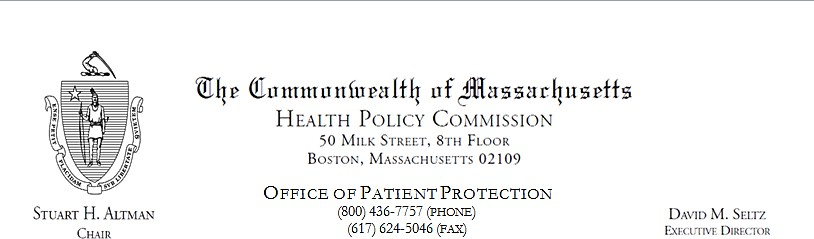 The Commonwealth of Massachusetts
HEALTH POLICY COMMISSION
50 MILK STREET, 8TH FLOOR
BOSTON, MASSACHUSETTS 02109
OFFICE OF PATIENT PROTECTION
(800) 436-7757 (PHONE)
(617) 624-5046 (FAX)
STUART H. ALTMAN
CHAIR
DAVID M. SELTZ
EXECUTIVE DIRECTOR
ENSE PETIT
PLACIDAM
SUB LIBERTATE
QUIETEM